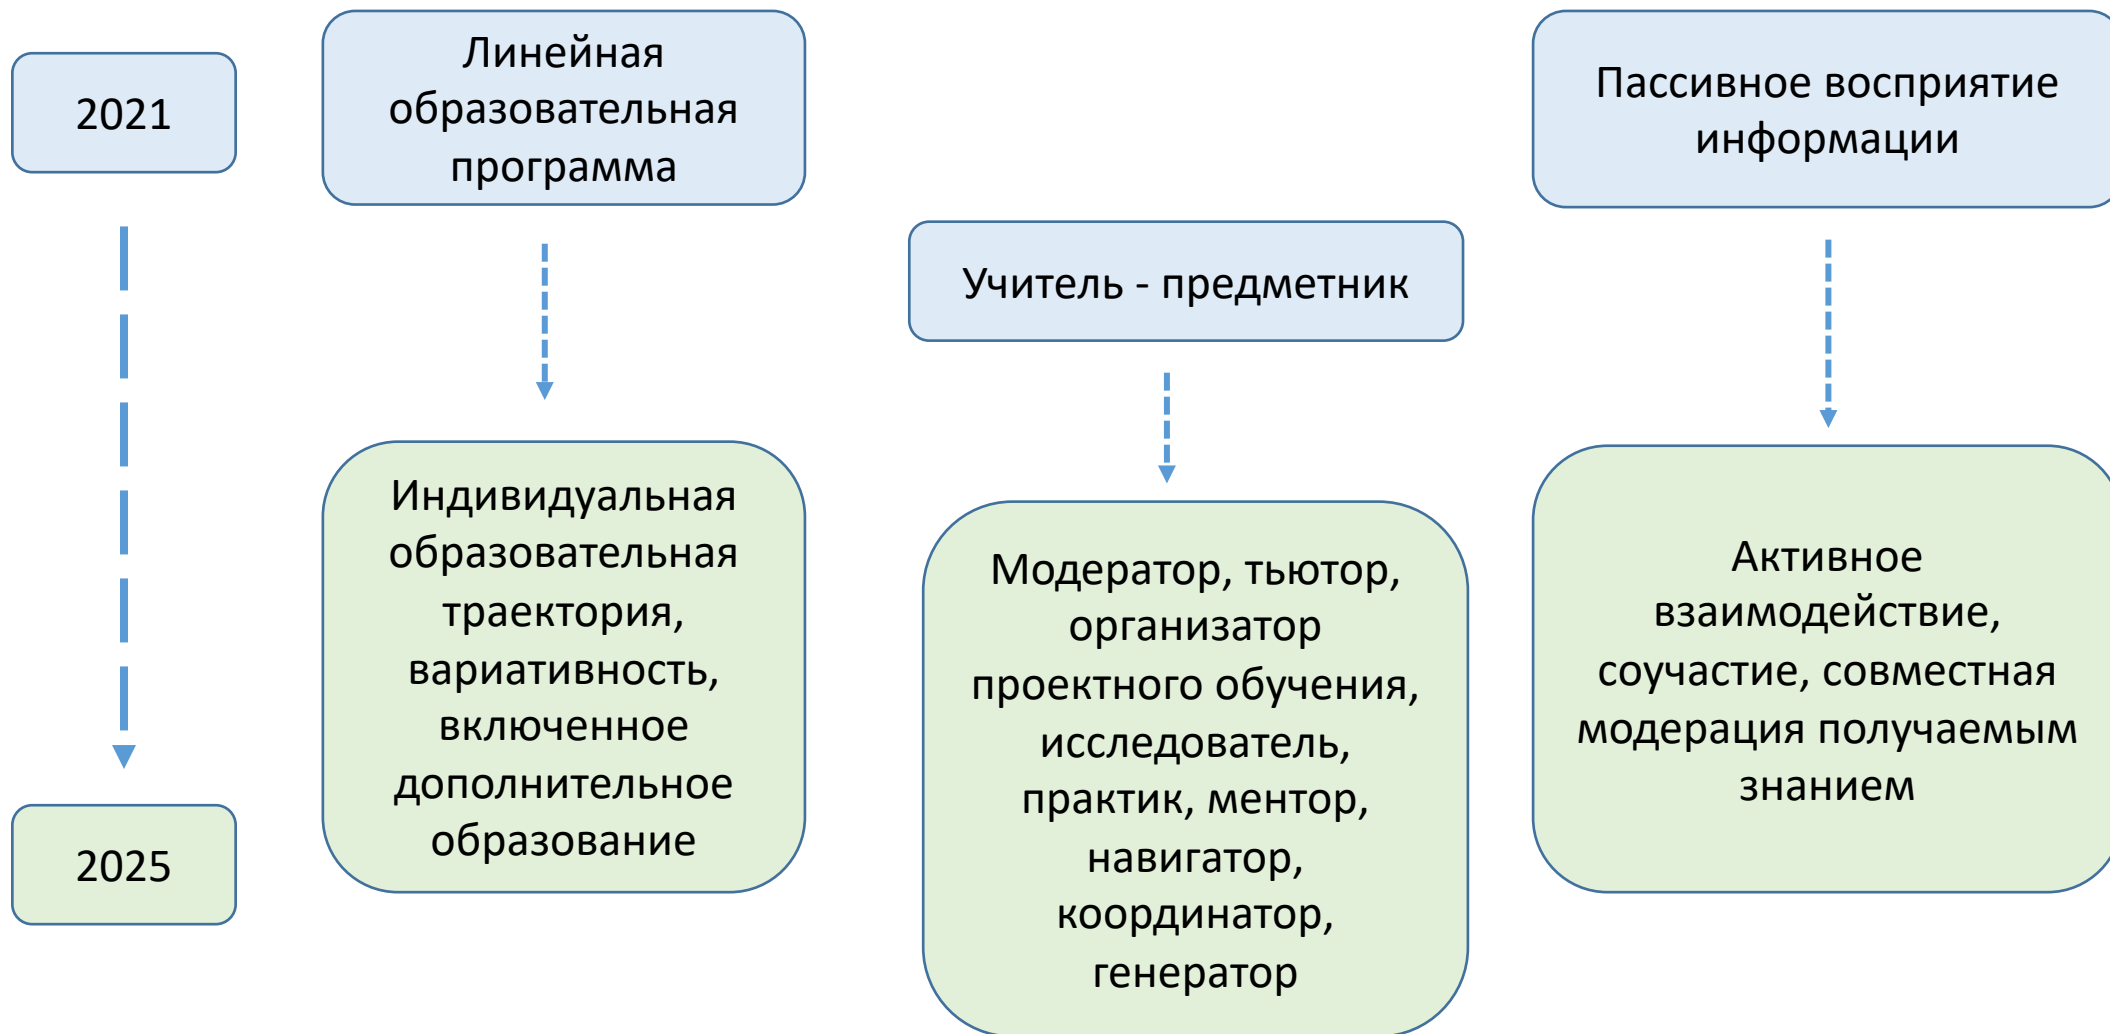 2021
Линейная
образовательная
программа
Пассивное восприятие
информации
Учитель - предметник
Индивидуальная
образовательная
траектория,
вариативность,
включенное
дополнительное
образование
Модератор, тьютор,
организатор
проектного обучения,
исследователь,
практик, ментор,
навигатор,
координатор,
генератор
Активное
взаимодействие,
соучастие, совместная
модерация получаемым
знанием
2025